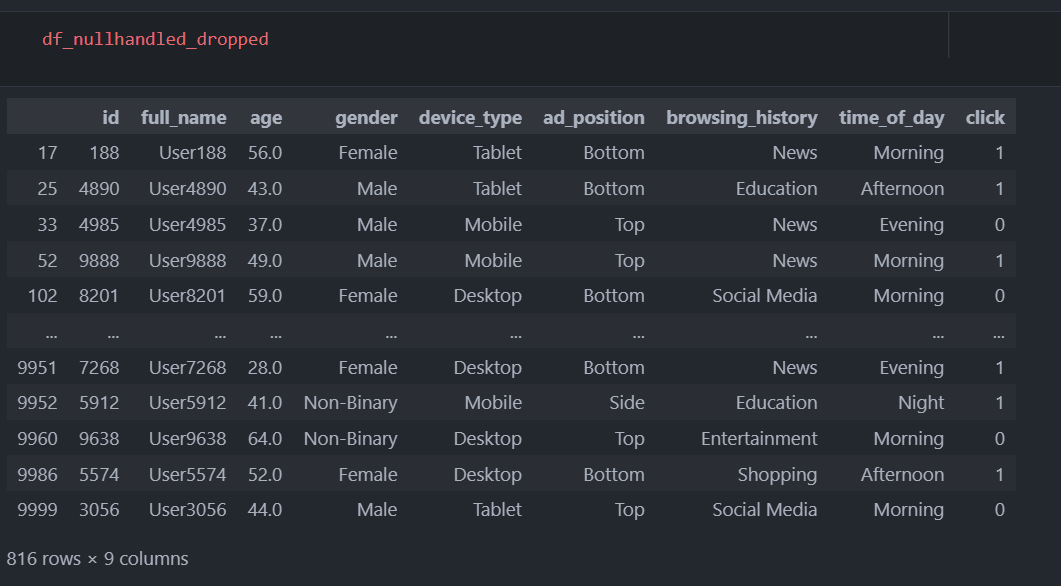 df_nullhandled_dropped
id full_name age gender device_type ad_position browsing_history time_of_day click
17 188 User188 56.0 Female Tablet Bottom News Morning 1
25 4890 User4890 43.0 Male Tablet Bottom Education Afternoon 1
33 4985 User4985 37.0 Male Mobile Top News Evening 0
52 9888 User9888 49.0 Male Mobile Top News Morning 1
102 8201 User8201 59.0 Female Desktop Bottom Social Media Morning 0
... ... ... ... ... ... ... ... ... ...
9951 7268 User7268 28.0 Female Desktop Bottom News Evening 1
9952 5912 User5912 41.0 Non-Binary Mobile Side Education Night 1
9960 9638 User9638 64.0 Non-Binary Desktop Top Entertainment Morning 0
9986 5574 User5574 52.0 Female Desktop Bottom Shopping Afternoon 1
9999 3056 User3056 44.0 Male Tablet Top Social Media Morning 0
816 rows × 9 columns